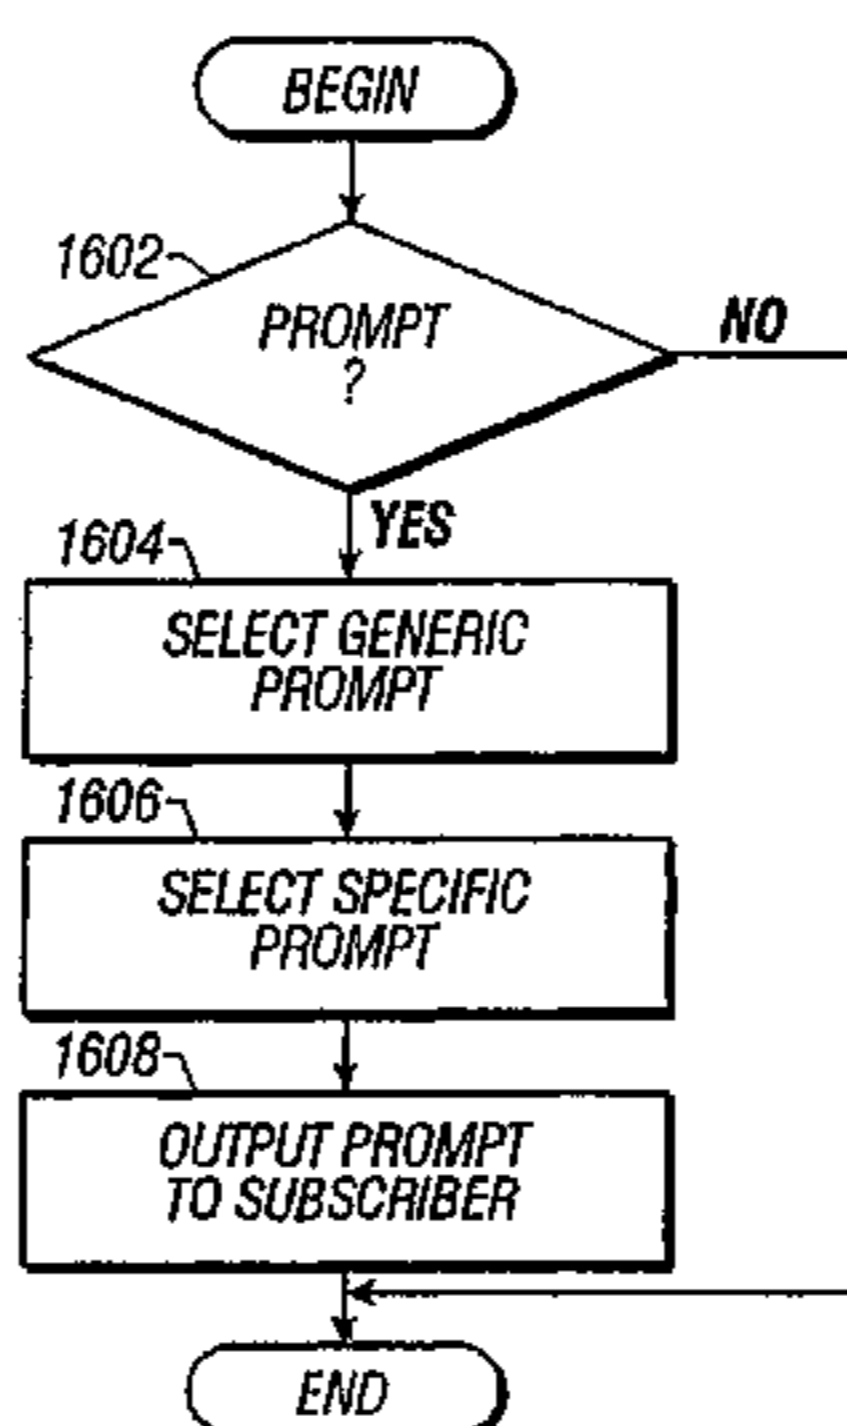 BEGIN
1602
PROMPT
?
NO
YES
1604
SELECT GENERIC
PROMPT
1606
SELECT SPECIFIC
PROMPT
1608
OUTPUT PROMPT
TO SUBSCRIBER
END